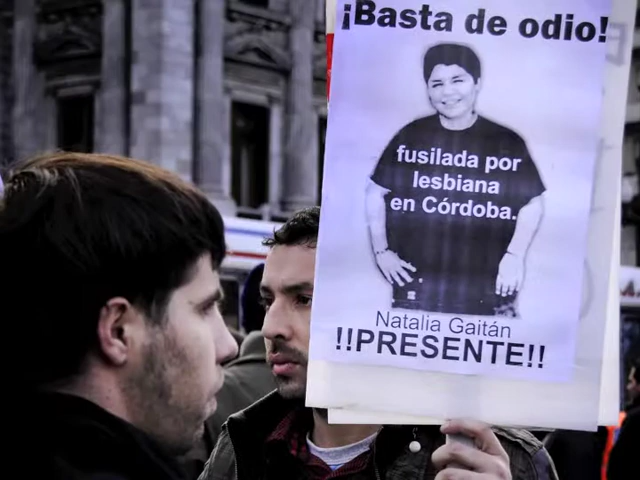 ¡Basta de odio!
fusilada por
lesbiana
en Córdoba.
Natalia Gaitán
!!PRESENTE!!